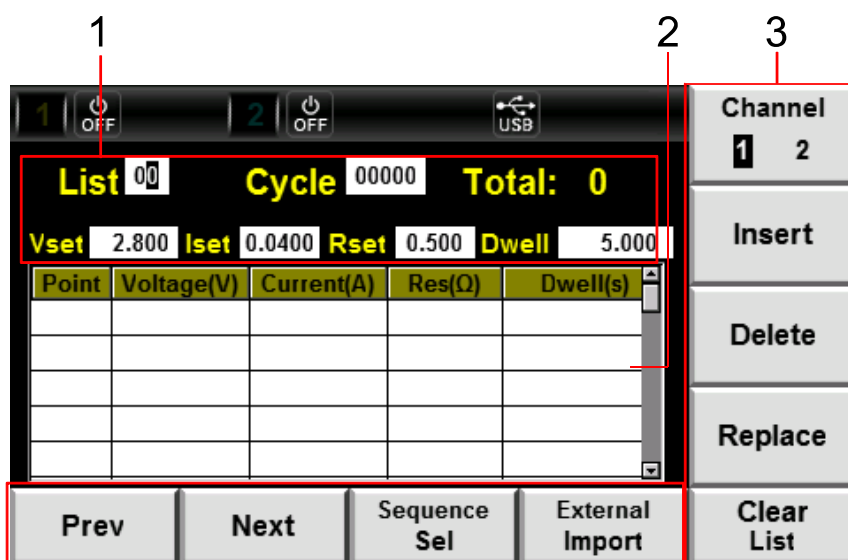 1 2 3
1 OFF 2 OFF USB
Channel
1 2
List 00 Cycle 00000 Total: 0
Vset 2.800 Iset 0.0400 Rset 0.500 Dwell 5.000
Insert
Point Voltage(V) Current(A) Res(Ω) Dwell(s)
Delete
Replace
Prev
Next
Sequence
Sel
External
Import
Clear
List